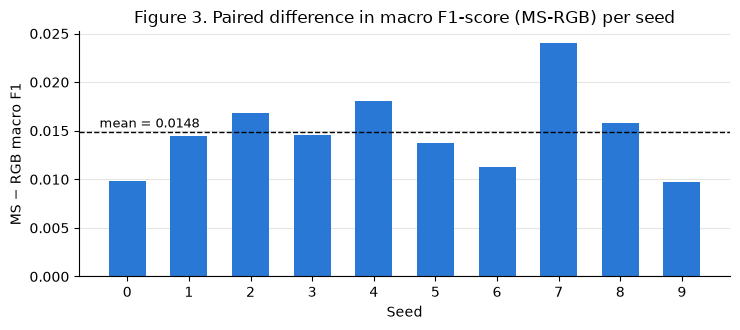 Figure 3. Paired difference in macro F1-score (MS-RGB) per seed
MS − RGB macro F1
0.025
0.020
0.015
0.010
0.005
0.000
mean = 0.0148
0 1 2 3 4 5 6 7 8 9
Seed